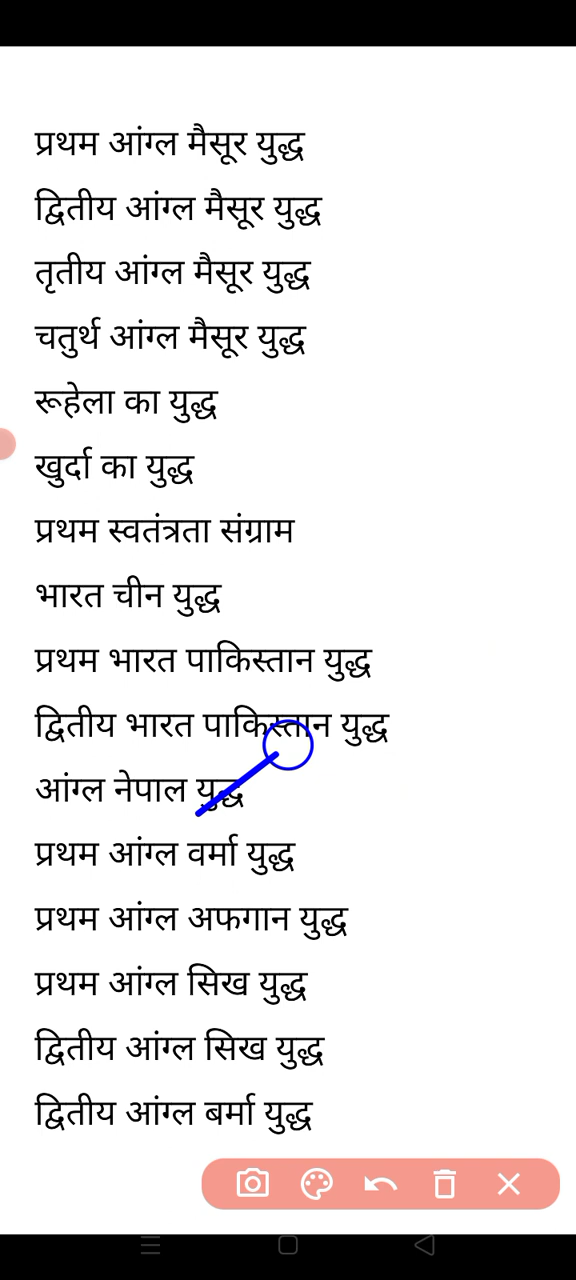 प्रथम आंग्ल मैसूर युद्ध
द्वितीय आंग्ल मैसूर युद्ध
तृतीय आंग्ल मैसूर युद्ध
चतुर्थ आंग्ल मैसूर युद्ध
रूहेला का युद्ध
खुर्दा का युद्ध
प्रथम स्वतंत्रता संग्राम
भारत चीन युद्ध
प्रथम भारत पाकिस्तान युद्ध
द्वितीय भारत पाकिस्तान युद्ध
आंग्ल नेपाल युद्ध
प्रथम आंग्ल वर्मा युद्ध
प्रथम आंग्ल अफगान युद्ध
प्रथम आंग्ल सिख युद्ध
द्वितीय आंग्ल सिख युद्ध
द्वितीय आंग्ल बर्मा युद्ध